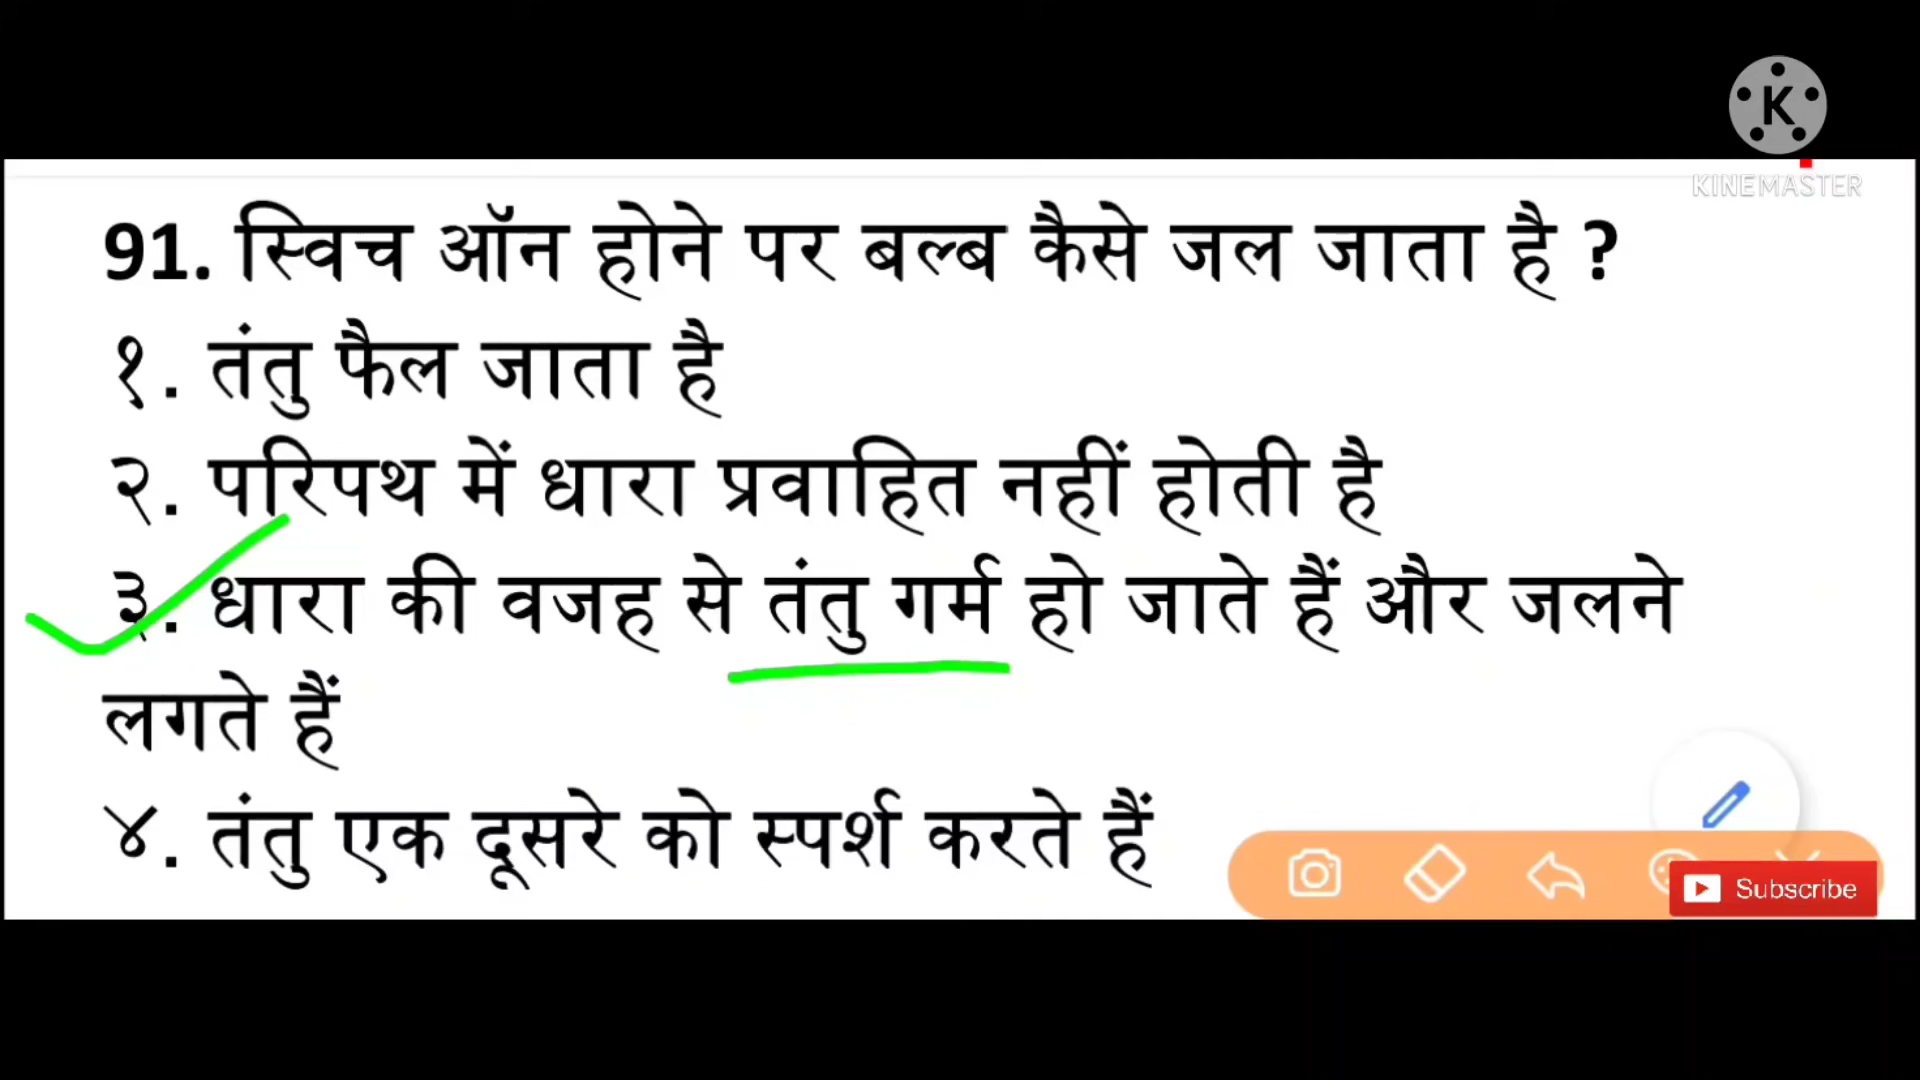 K
KINEMASTER
91. स्विच ऑन होने पर बल्ब कैसे जल जाता है ?
१. तंतु फैल जाता है
२. परिपथ में धारा प्रवाहित नहीं होती है
३. धारा की वजह से तंतु गर्म हो जाते हैं और जलने
लगते हैं
४. तंतु एक दूसरे को स्पर्श करते हैं
Subscribe